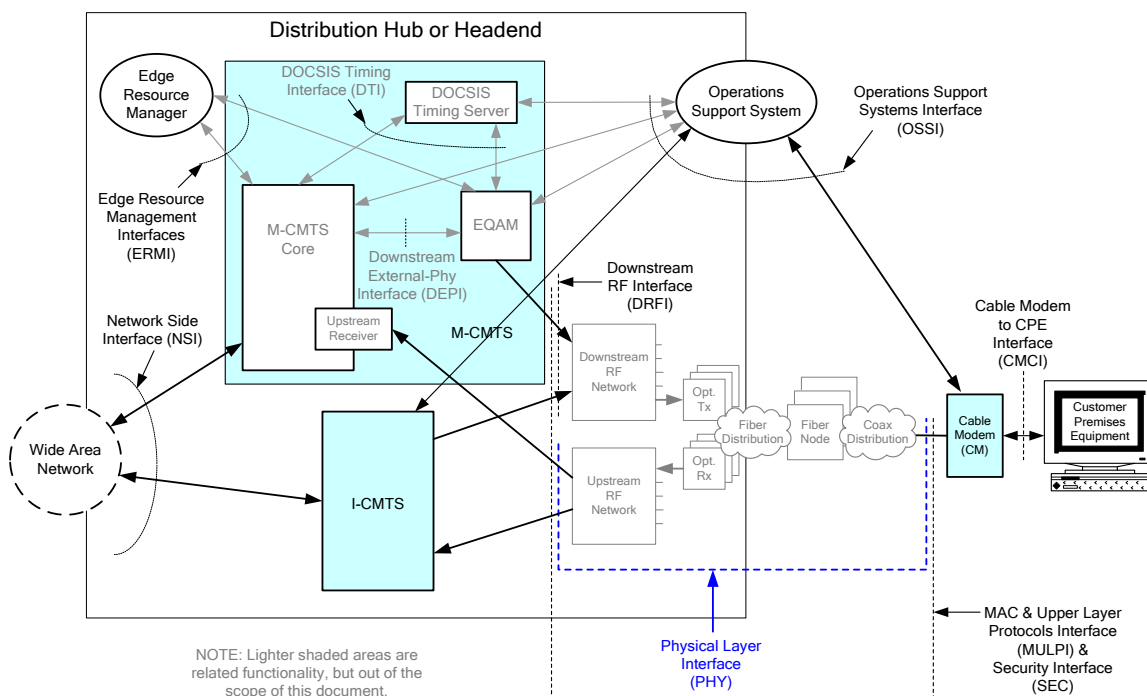 Distribution Hub or Headend
Edge
Resource
Manager
DOCSIS Timing
Interface (DTI)
DOCSIS
Timing Server
Operations
Support System
Operations Support
Systems Interface
(OSSI)
Edge Resource
Management
Interfaces
(ERMI)
M-CMTS
Core
EQAM
Downstream
External-Phy
Interface (DEPI)
Upstream
Receiver
M-CMTS
Downstream
RF Interface
(DRFI)
Network Side
Interface (NSI)
Cable Modem
to CPE
Interface
(CMCI)
Downstream
RF
Network
Opt.
Tx
Fiber
Distribution
Fiber
Node
Coax
Distribution
Cable
Modem
(CM)
Customer
Premises
Equipment
Wide Area
Network
I-CMTS
Upstream
RF
Network
Opt.
Rx
Physical Layer
Interface
(PHY)
MAC & Upper Layer
Protocols Interface
(MULPI) &
Security Interface
(SEC)
NOTE: Lighter shaded areas are
related functionality, but out of the
scope of this document.